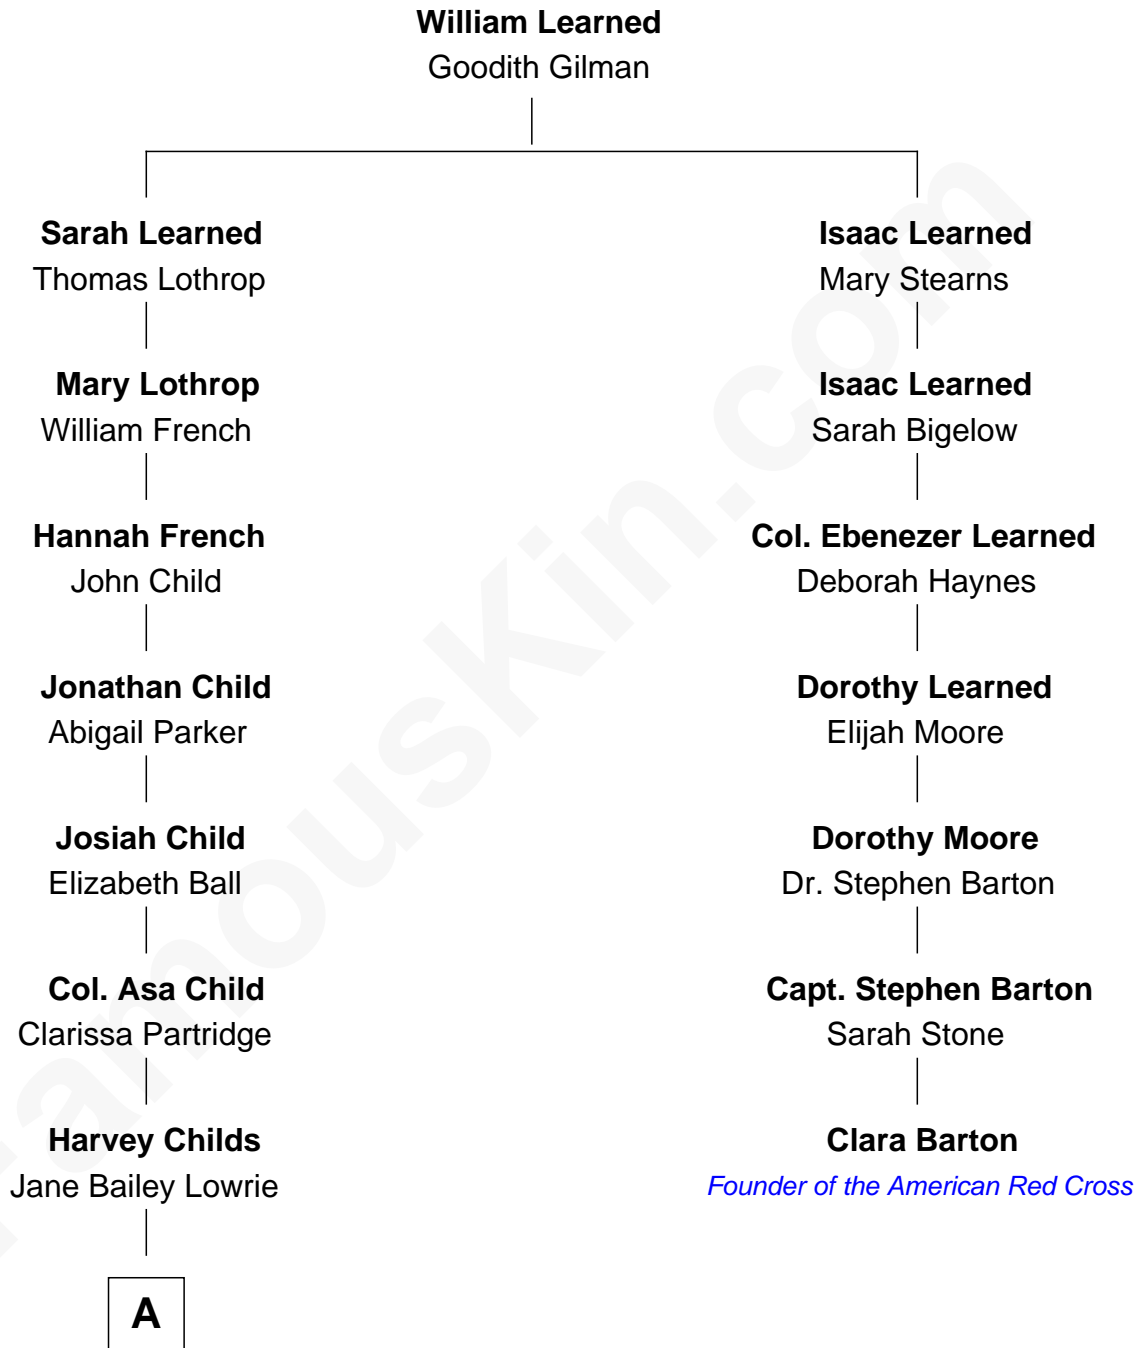 William Learned
Goodith Gilman
Sarah Learned
Thomas Lothrop
Isaac Learned
Mary Stearns
Mary Lothrop
William French
Isaac Learned
Sarah Bigelow
Hannah French
John Child
Col. Ebenezer Learned
Deborah Haynes
Jonathan Child
Abigail Parker
Dorothy Learned
Elijah Moore
Josiah Child
Elizabeth Ball
Dorothy Moore
Dr. Stephen Barton
Col. Asa Child
Clarissa Partridge
Capt. Stephen Barton
Sarah Stone
Harvey Childs
Jane Bailey Lowrie
Clara Barton
Founder of the American Red Cross
A
FamousKin.com